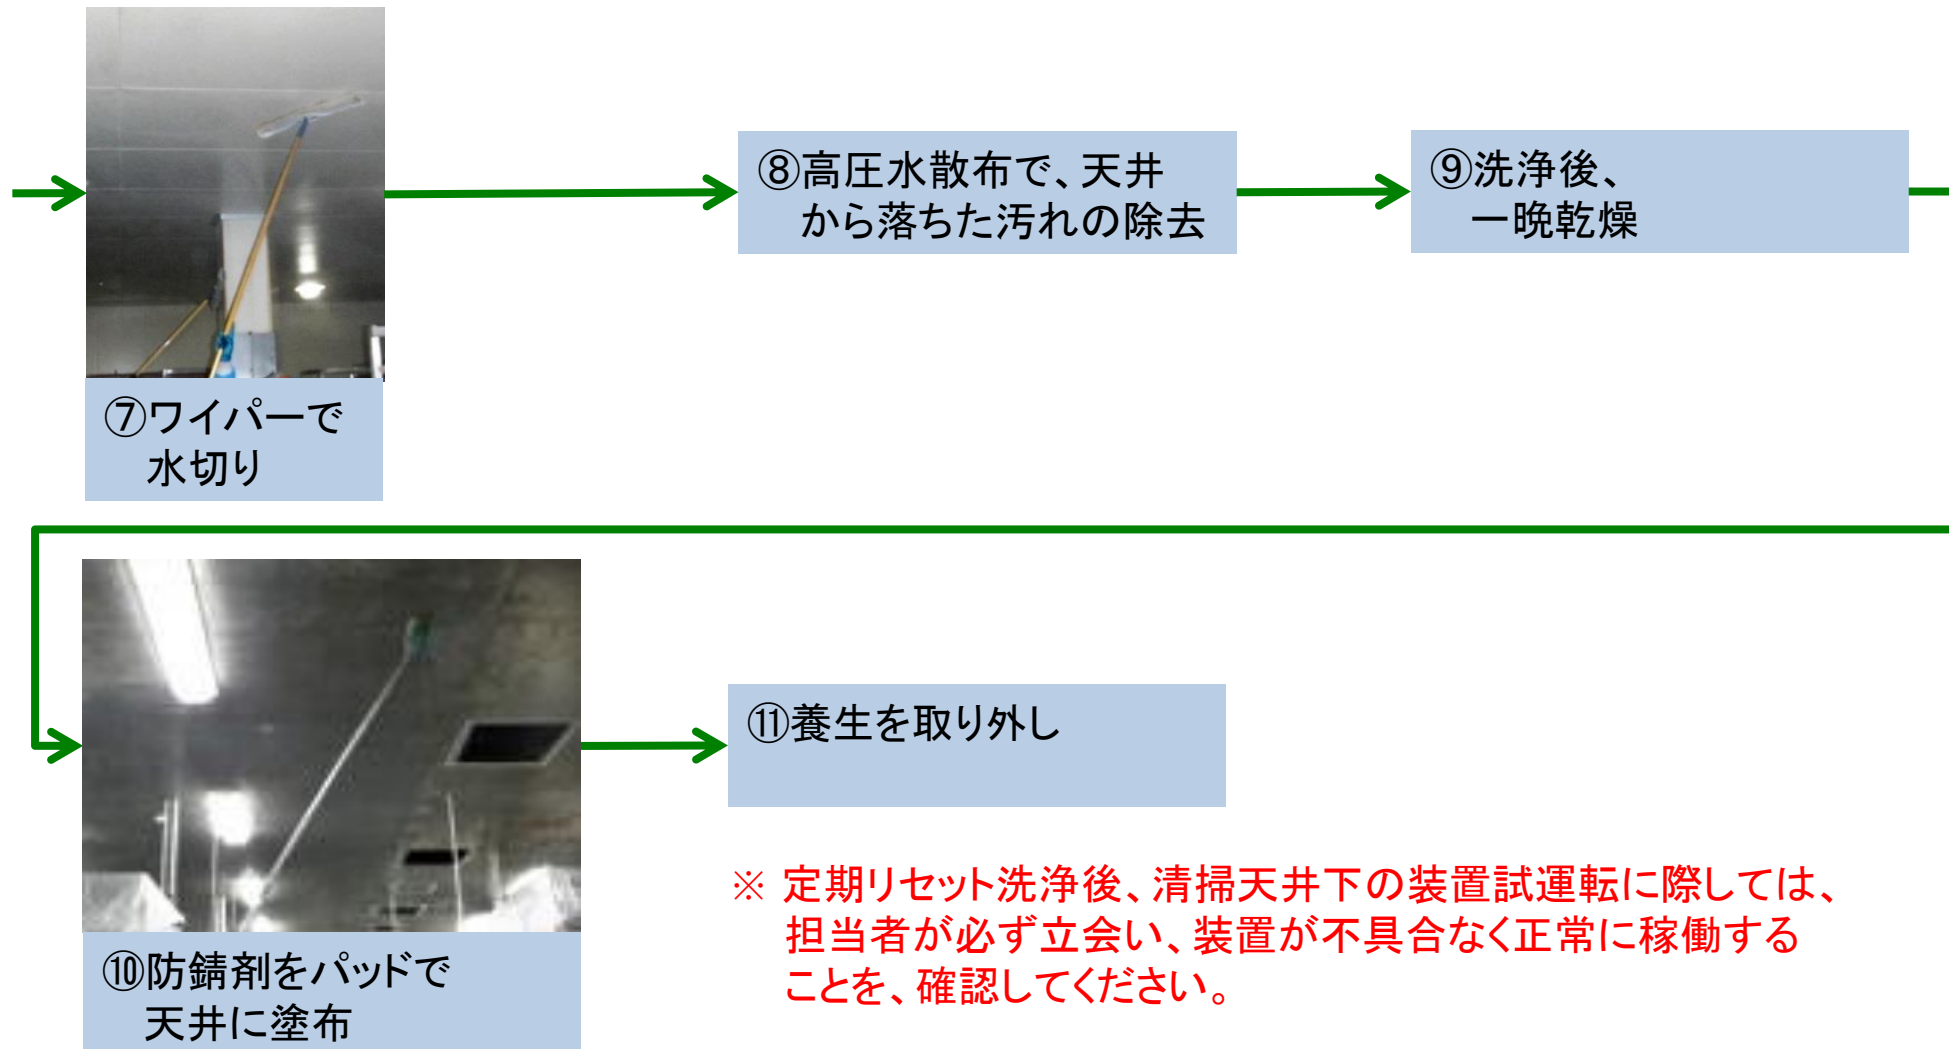 ⑦ワイパーで
水切り
⑧高圧水散布で、天井
から落ちた汚れの除去
⑨洗浄後、
一晩乾燥
⑩防錆剤をパッドで
天井に塗布
⑪養生を取り外し
※ 定期リセット洗浄後、清掃天井下の装置試運転に際しては、
担当者が必ず立会い、装置が不具合なく正常に稼働する
ことを、確認してください。